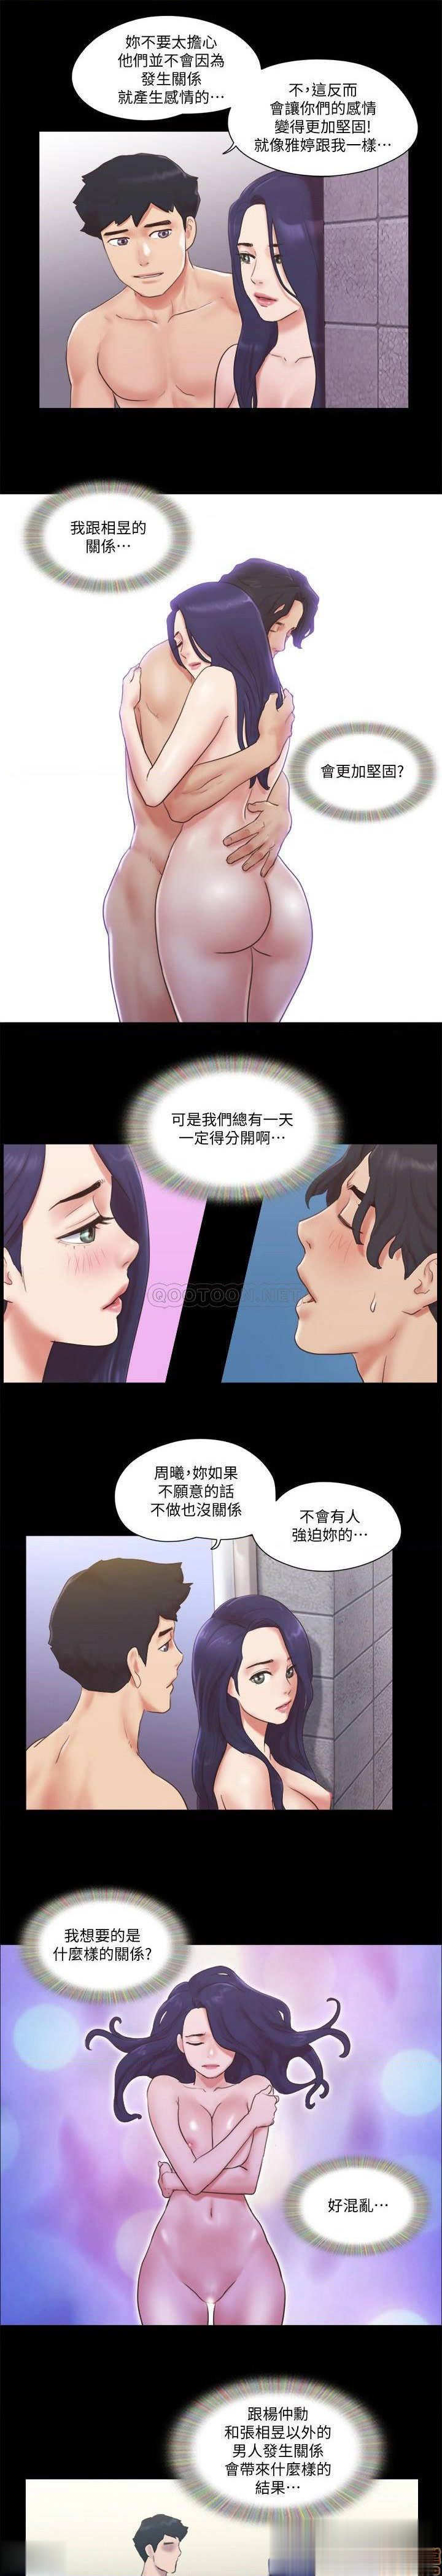 妳不要太擔心
他們並不會因為
發生關係
就產生感情的…
不，這反而
會讓你們的感情
變得更加堅固!
就像雅婷跟我一樣…
我跟相昱的
關係…
會更加堅固?
可是我們總有一天
一定得分開啊…
QOOTOON.NET
周曦，妳如果
不願意的話
不做也沒關係
不會有人
強迫妳的…
我想要的是
什麼樣的關係?
好混亂…
跟楊仲勳
和張相昱以外的
男人發生關係
會帶來什麼樣的
結果…